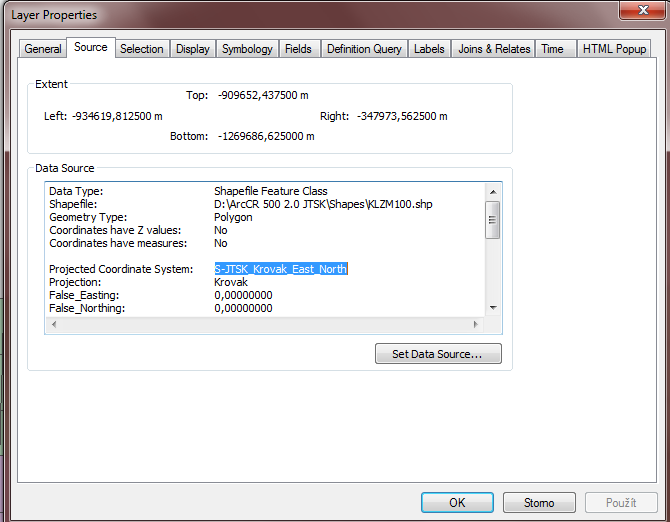 Layer Properties
General Source Selection Display Symbology Fields Definition Query Labels Joins & Relates Time HTML Popup
Extent
Top: -909652,437500 m
Left: -934619,812500 m Right: -347973,562500 m
Bottom: -1269686,625000 m
Data Source
Data Type: Shapefile Feature Class
Shapefile: D:\ArcCR 500 2.0 JTSK\Shapes\KLZM100.shp
Geometry Type: Polygon
Coordinates have Z values: No
Coordinates have measures: No
Projected Coordinate System: S-JTSK_Krovak_East_North
Projection: Krovak
False_Easting: 0,00000000
False_Northing: 0,00000000
Set Data Source...
OK Storno Použít